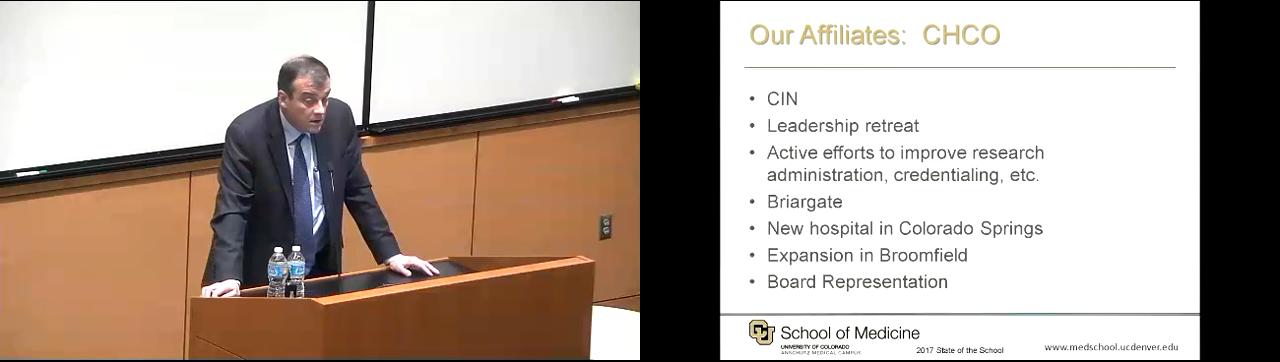 Our Affiliates: CHCO
• CIN
• Leadership retreat
• Active efforts to improve research
administration, credentialing, etc.
• Briargate
• New hospital in Colorado Springs
• Expansion in Broomfield
• Board Representation
CU School of Medicine
UNIVERSITY OF COLORADO
ANSCHUTZ MEDICAL CAMPUS
2017 State of the School
www.medschool.ucdenver.edu